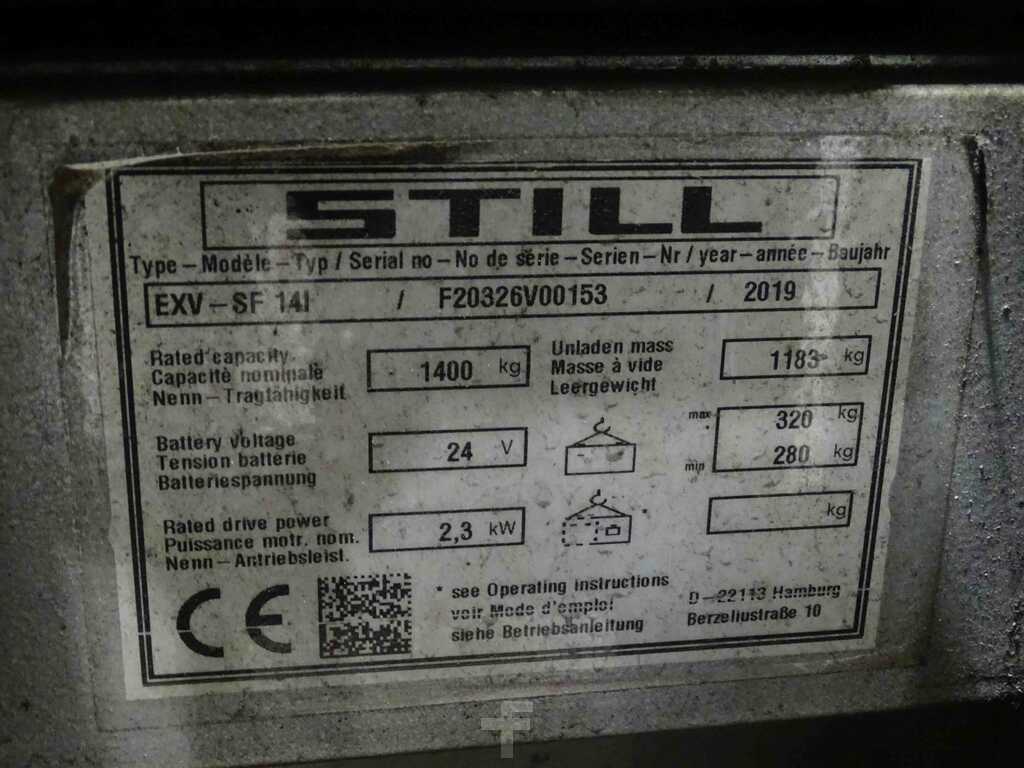 STILL
Type – Modèle – Typ / Serial no – No de série – Serien – Nr / year – année – Baujahr
EXV – SF 14I / F20326V00153 / 2019
Rated capacity
Capacité nominale
Nenn – Tragfähigkeit
1400 kg
Unladen mass
Masse à vide
Leergewicht
1183 kg
Battery voltage
Tension batterie
Batteriespannung
24 V
max 320 kg
min 280 kg
Rated drive power
Puissance motr. nom.
Nenn – Antriebsleist.
2,3 kW
kg
CE
* see Operating instructions
voir Mode d'emploi
siehe Betriebsanleitung
D – 22113 Hamburg
Berzeliustraße 10